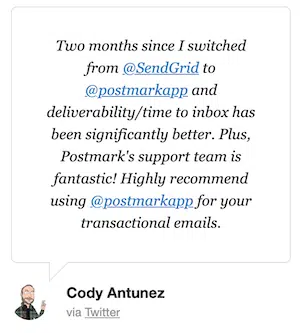 Two months since I switched
from @SendGrid to
@postmarkapp and
deliverability/time to inbox has
been significantly better. Plus,
Postmark's support team is
fantastic! Highly recommend
using @postmarkapp for your
transactional emails.
Cody Antunez
via Twitter